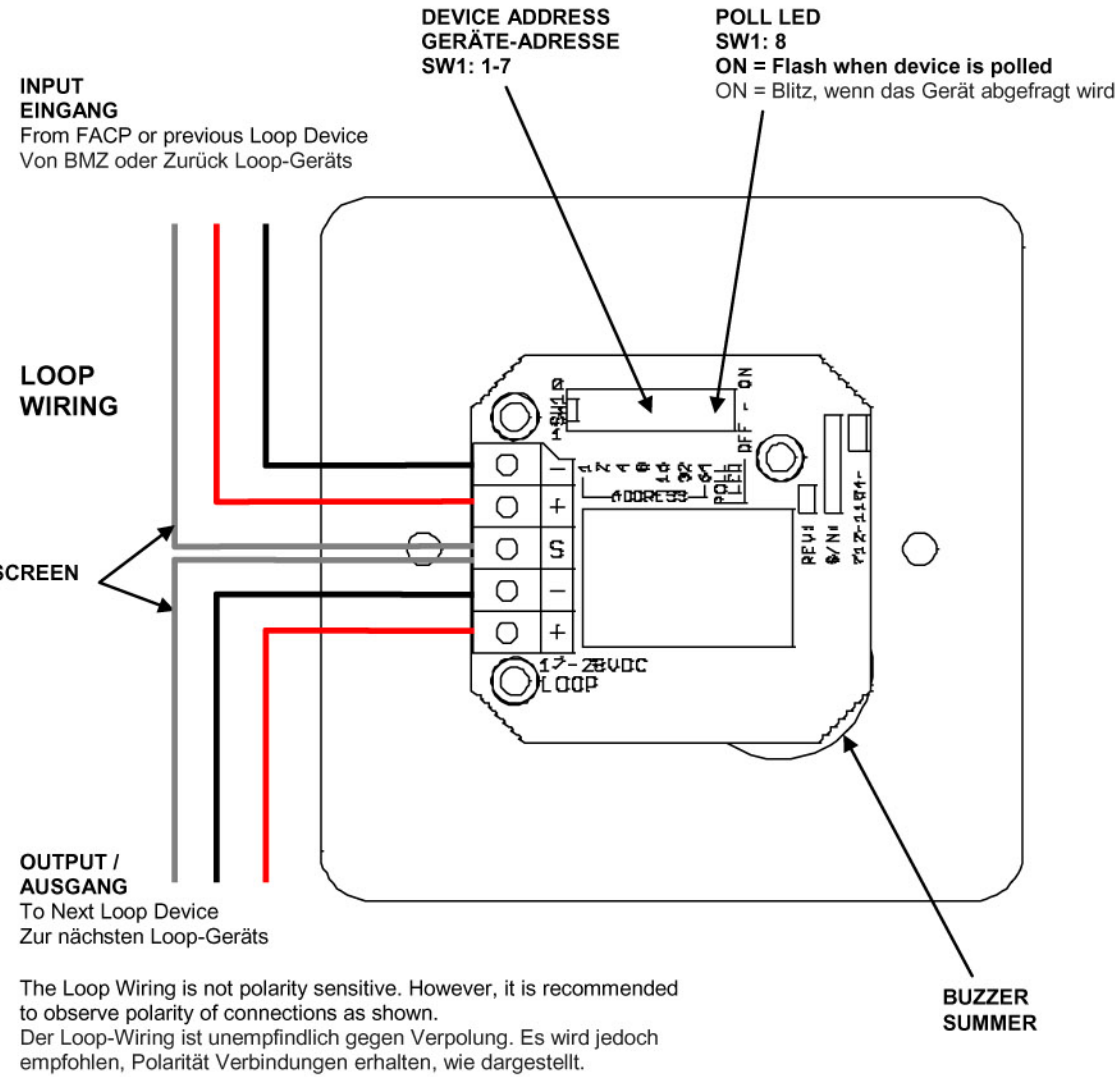 DEVICE ADDRESS
GERÄTE-ADRESSE
SW1: 1-7
POLL LED
SW1: 8
ON = Flash when device is polled
ON = Blitz, wenn das Gerät abgefragt wird
INPUT
EINGANG
From FACP or previous Loop Device
Von BMZ oder Zurück Loop-Geräts
LOOP
WIRING
SCREEN
OFF - ON
1 2 4 8 16 32 64
ADDRESS
POLL
LED
-
+
S
-
+
17-28VDC
LOOP
REV:
S/N:
OUTPUT /
AUSGANG
To Next Loop Device
Zur nächsten Loop-Geräts
The Loop Wiring is not polarity sensitive. However, it is recommended
to observe polarity of connections as shown.
Der Loop-Wiring ist unempfindlich gegen Verpolung. Es wird jedoch
empfohlen, Polarität Verbindungen erhalten, wie dargestellt.
BUZZER
SUMMER